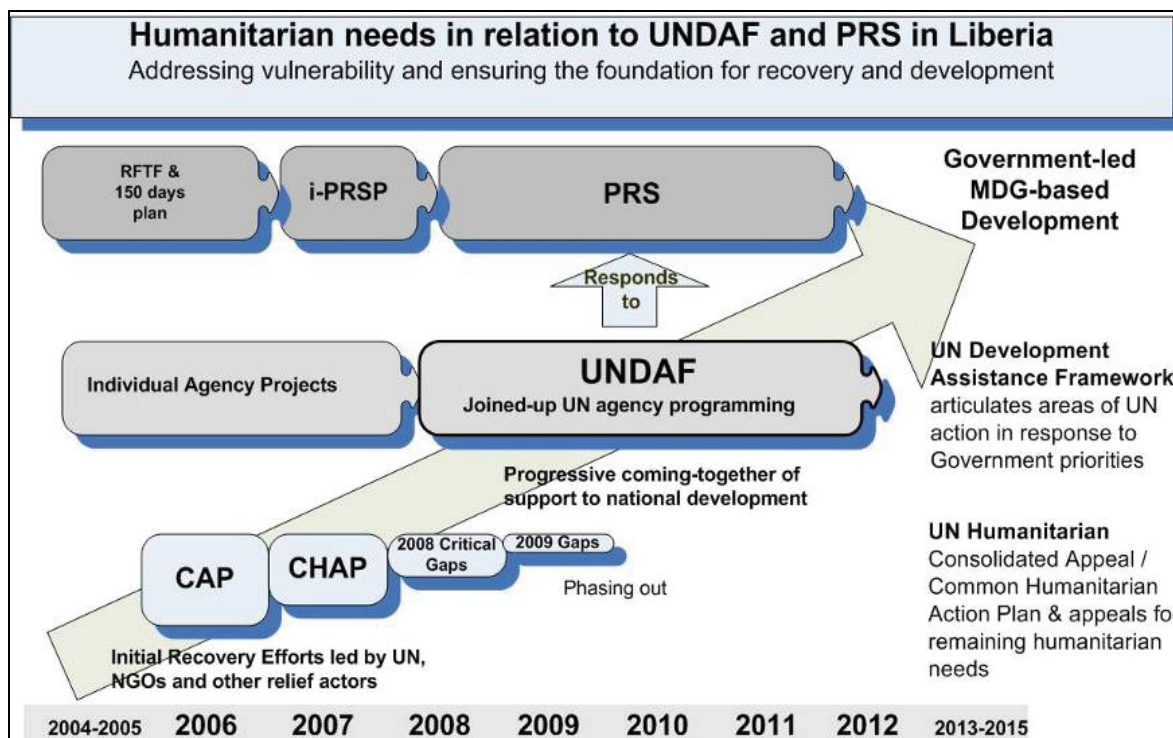 Humanitarian needs in relation to UNDAF and PRS in Liberia
Addressing vulnerability and ensuring the foundation for recovery and development
RFTF &
150 days
plan
i-PRSP
PRS
Government-led
MDG-based
Development
Responds
to
Individual Agency Projects
UNDAF
Joined-up UN agency programming
UN Development
Assistance Framework
articulates areas of UN
action in response to
Government priorities
Progressive coming-together of
support to national development
CAP
CHAP
2008 Critical
Gaps
2009 Gaps
Phasing out
UN Humanitarian
Consolidated Appeal /
Common Humanitarian
Action Plan & appeals fo
remaining humanitarian
needs
Initial Recovery Efforts led by UN,
NGOs and other relief actors
2004-2005 2006 2007 2008 2009 2010 2011 2012 2013-2015